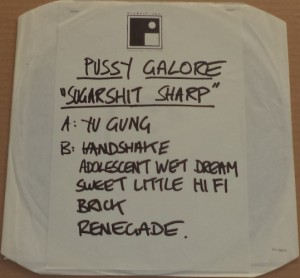 PUSSY GALORE
"SUGARSHIT SHARP"
A: YU GUNG
B: HANDSHAKE
ADOLESCENT WET DREAM
SWEET LITTLE HI FI
BRICK
RENEGADE.